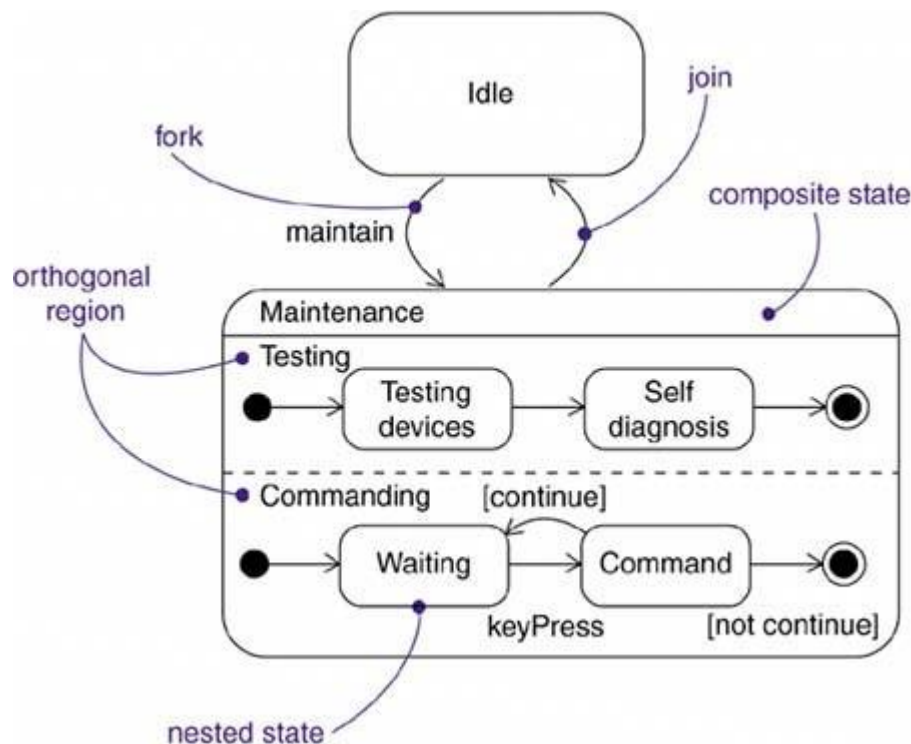 Idle
join
fork
composite state
maintain
orthogonal
region
Maintenance
Testing
Testing
devices
Self
diagnosis
Commanding
[continue]
Waiting
Command
keyPress
[not continue]
nested state